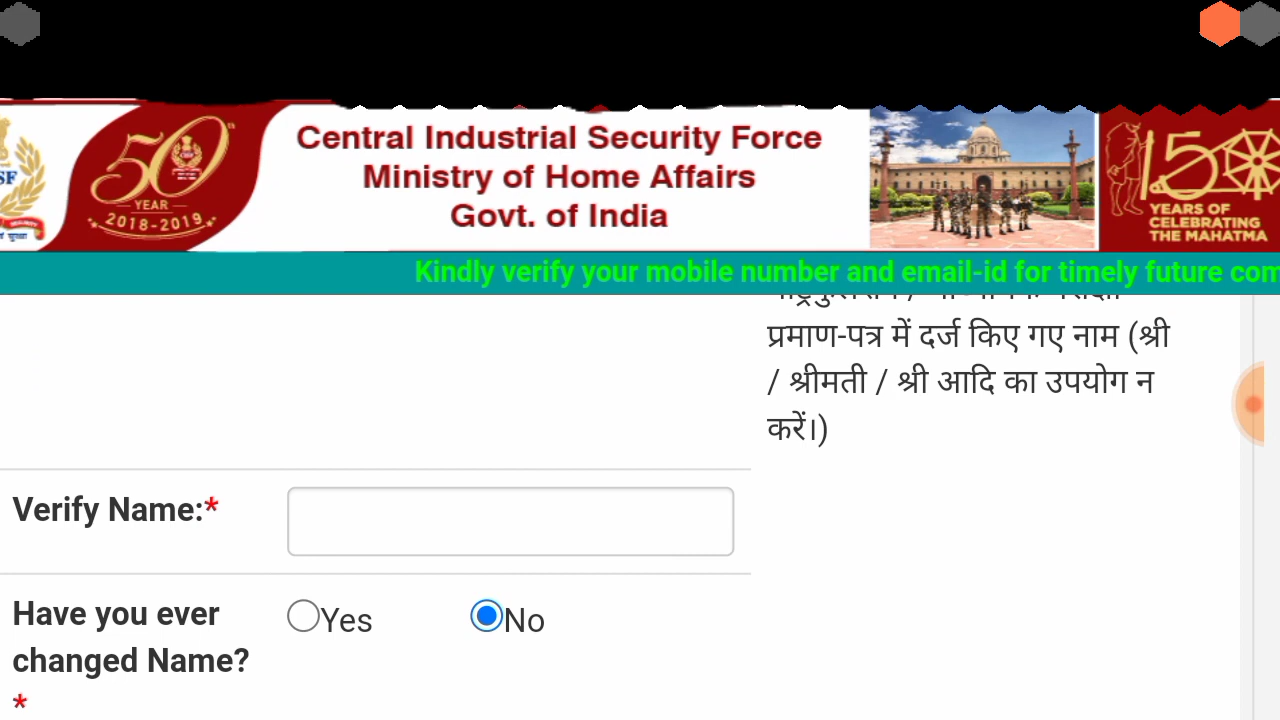 50
th
YEAR
2018-2019
SF
Central Industrial Security Force
Ministry of Home Affairs
Govt. of India
150
YEARS OF
CELEBRATING
THE MAHATMA
Kindly verify your mobile number and email-id for timely future com
प्रमाण-पत्र में दर्ज किए गए नाम (श्री
/ श्रीमती / श्री आदि का उपयोग न
करें।)
Verify Name:*
Have you ever
changed Name?
*
Yes
No